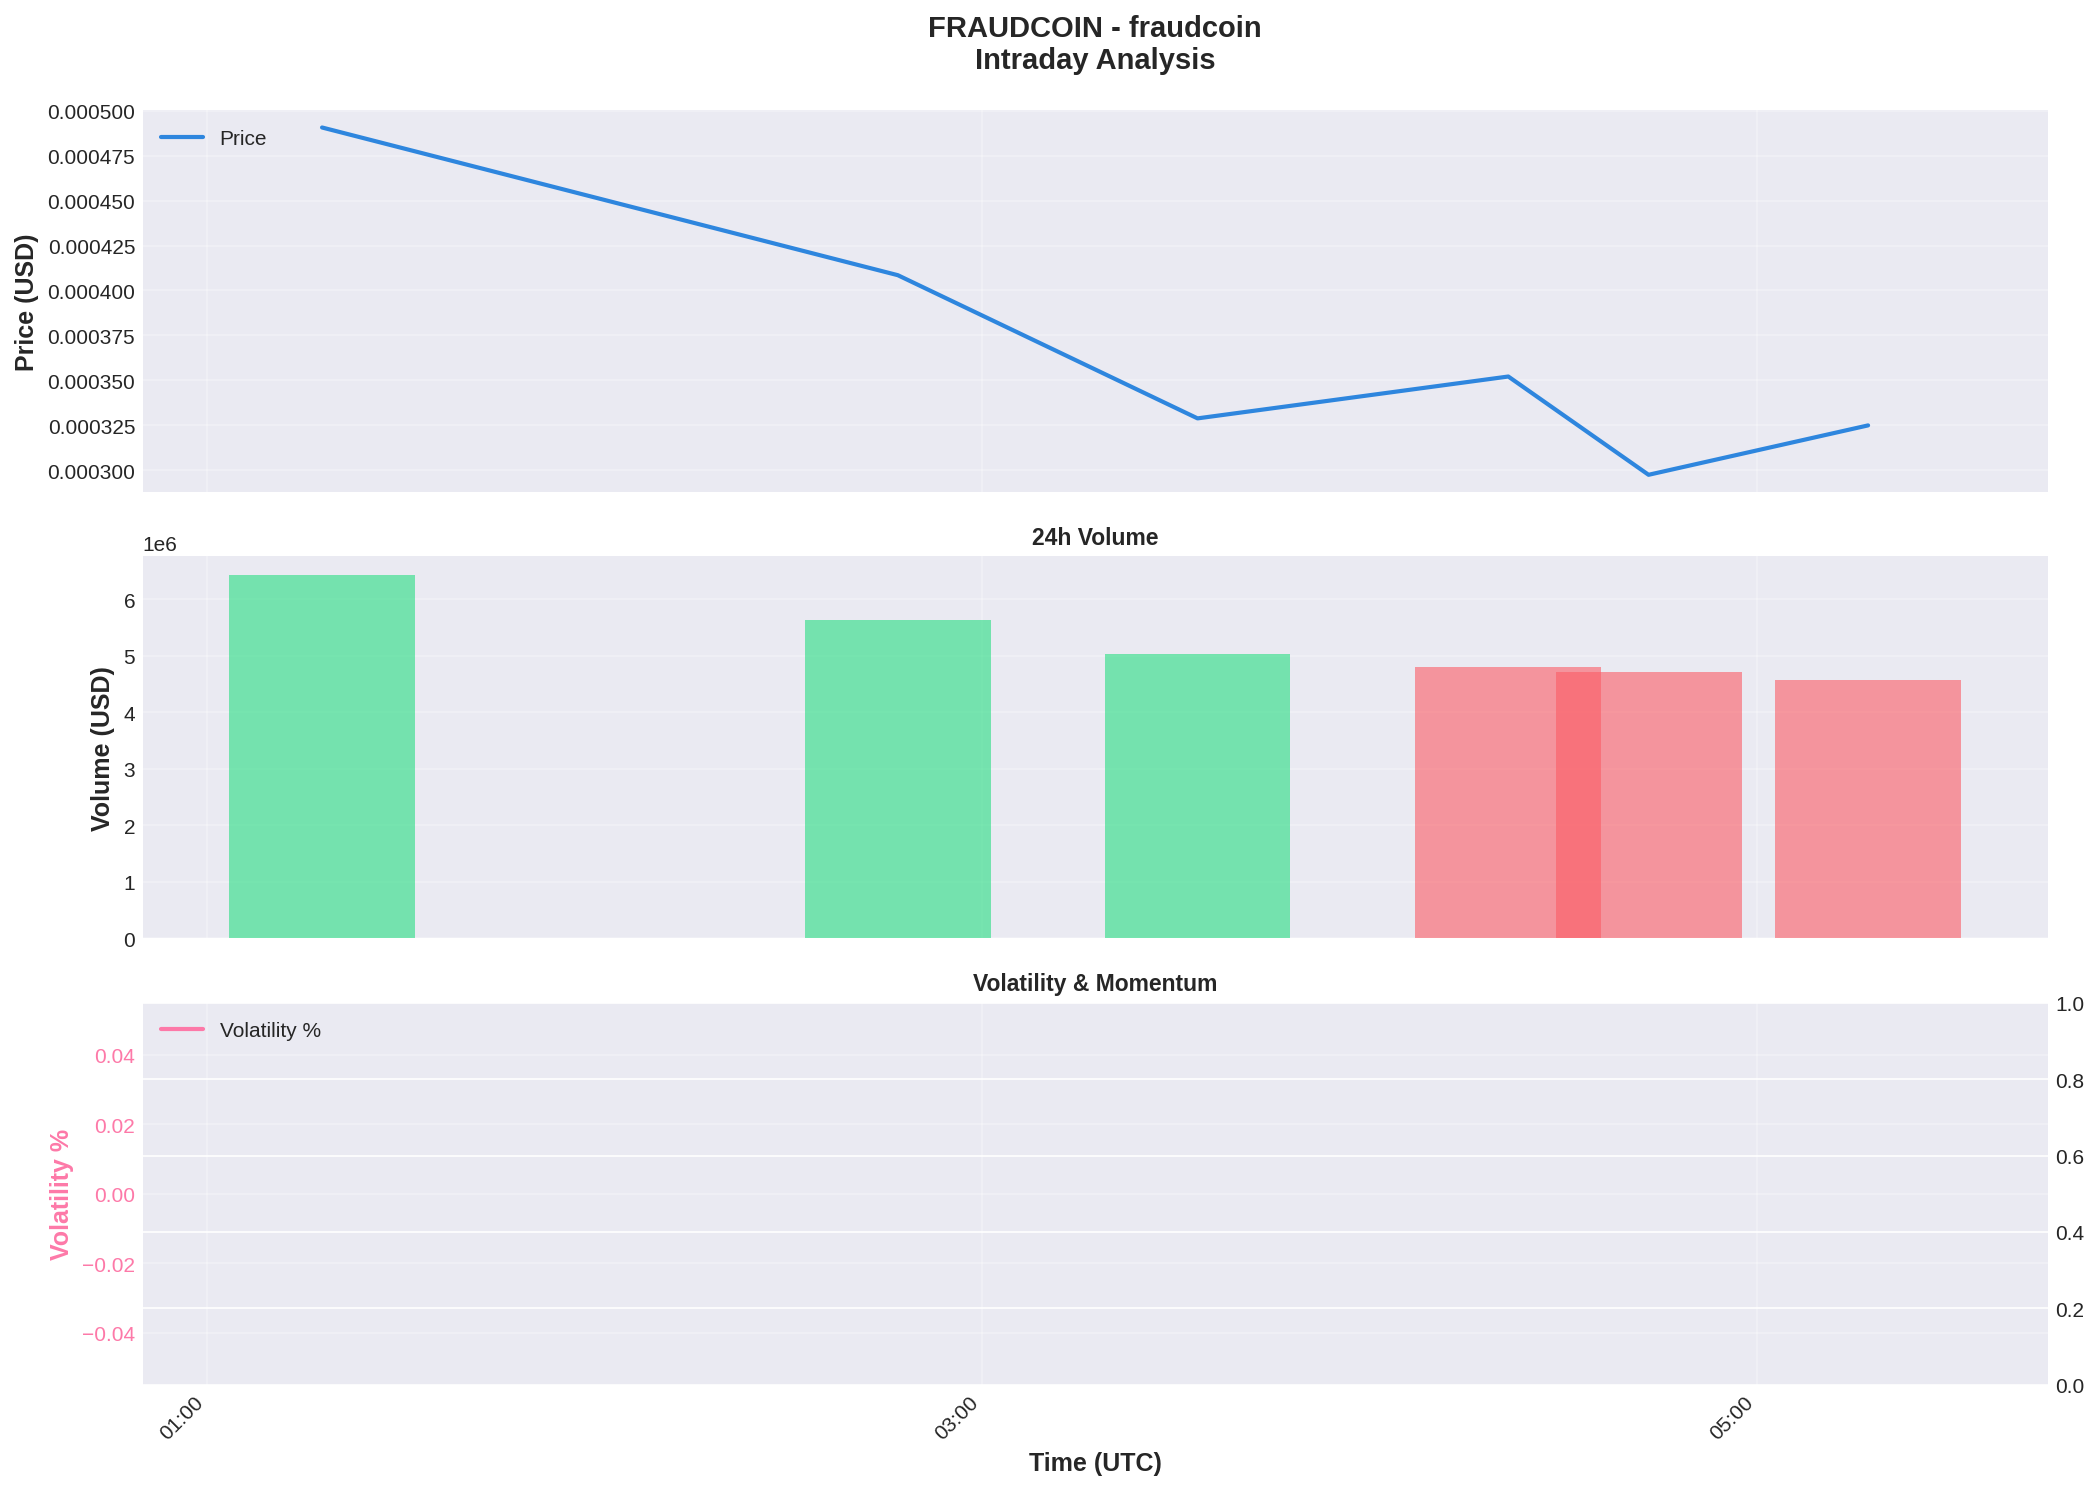 FRAUDCOIN - fraudcoin
Intraday Analysis
Price
0.000500
0.000475
0.000450
0.000425
0.000400
0.000375
0.000350
0.000325
0.000300
Price (USD)
24h Volume
1e6
6
5
4
3
2
1
0
Volume (USD)
Volatility & Momentum
Volatility %
0.04
0.02
0.00
−0.02
−0.04
Volatility %
1.0
0.8
0.6
0.4
0.2
0.0
01:00
03:00
05:00
Time (UTC)